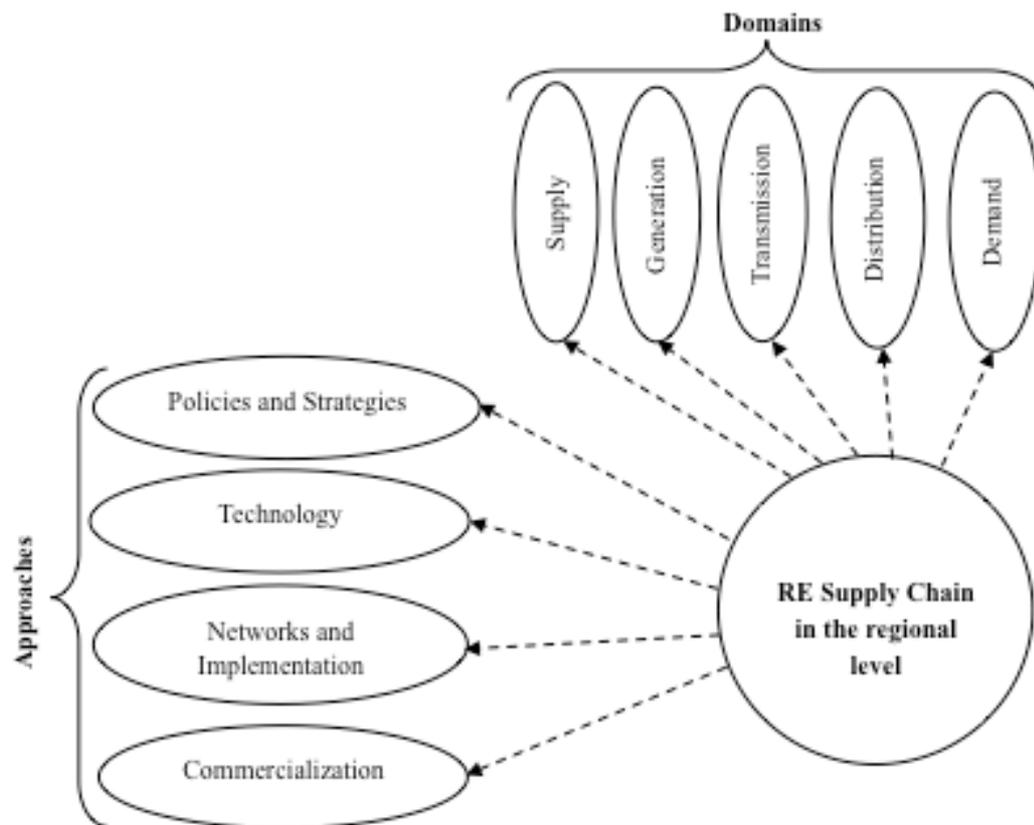 Domains
Supply
Generation
Transmission
Distribution
Demand
Approaches
Policies and Strategies
Technology
Networks and
Implementation
Commercialization
RE Supply Chain
in the regional
level